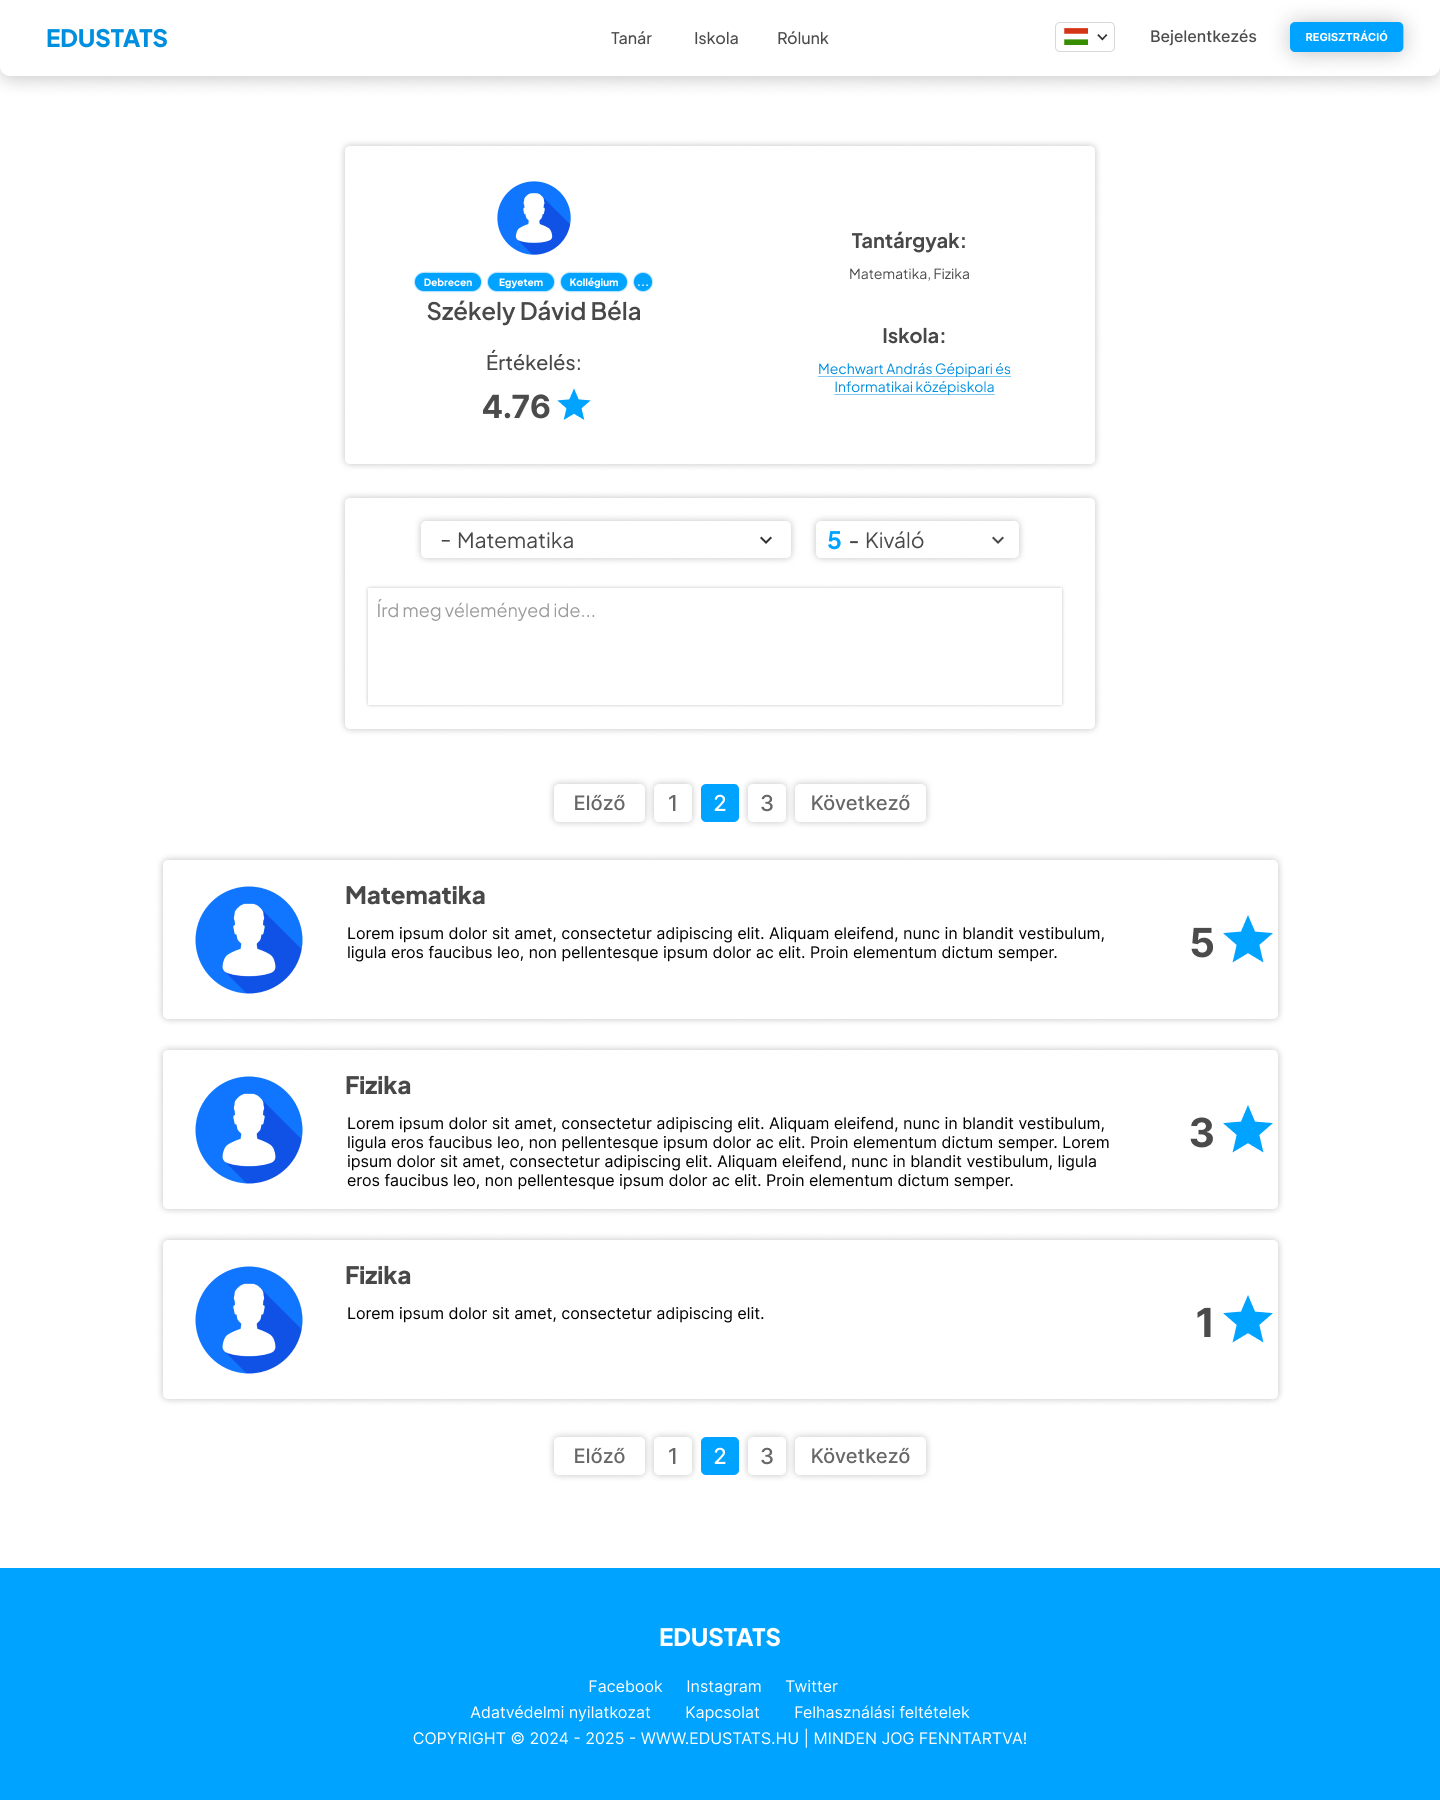 EDUSTATS
Tanár Iskola Rólunk
Bejelentkezés
REGISZTRÁCIÓ
Debrecen Egyetem Kollégium ...
Székely Dávid Béla
Értékelés:
4.76
Tantárgyak:
Matematika, Fizika
Iskola:
Mechwart András Gépipari és
Informatikai középiskola
- Matematika
5 - Kiváló
Írd meg véleményed ide...
Előző 1 2 3 Következő
Matematika
Lorem ipsum dolor sit amet, consectetur adipiscing elit. Aliquam eleifend, nunc in blandit vestibulum,
ligula eros faucibus leo, non pellentesque ipsum dolor ac elit. Proin elementum dictum semper.
5
Fizika
Lorem ipsum dolor sit amet, consectetur adipiscing elit. Aliquam eleifend, nunc in blandit vestibulum,
ligula eros faucibus leo, non pellentesque ipsum dolor ac elit. Proin elementum dictum semper. Lorem
ipsum dolor sit amet, consectetur adipiscing elit. Aliquam eleifend, nunc in blandit vestibulum, ligula
eros faucibus leo, non pellentesque ipsum dolor ac elit. Proin elementum dictum semper.
3
Fizika
Lorem ipsum dolor sit amet, consectetur adipiscing elit.
1
Előző 1 2 3 Következő
EDUSTATS
Facebook Instagram Twitter
Adatvédelmi nyilatkozat Kapcsolat Felhasználási feltételek
COPYRIGHT © 2024 - 2025 - WWW.EDUSTATS.HU | MINDEN JOG FENNTARTVA!